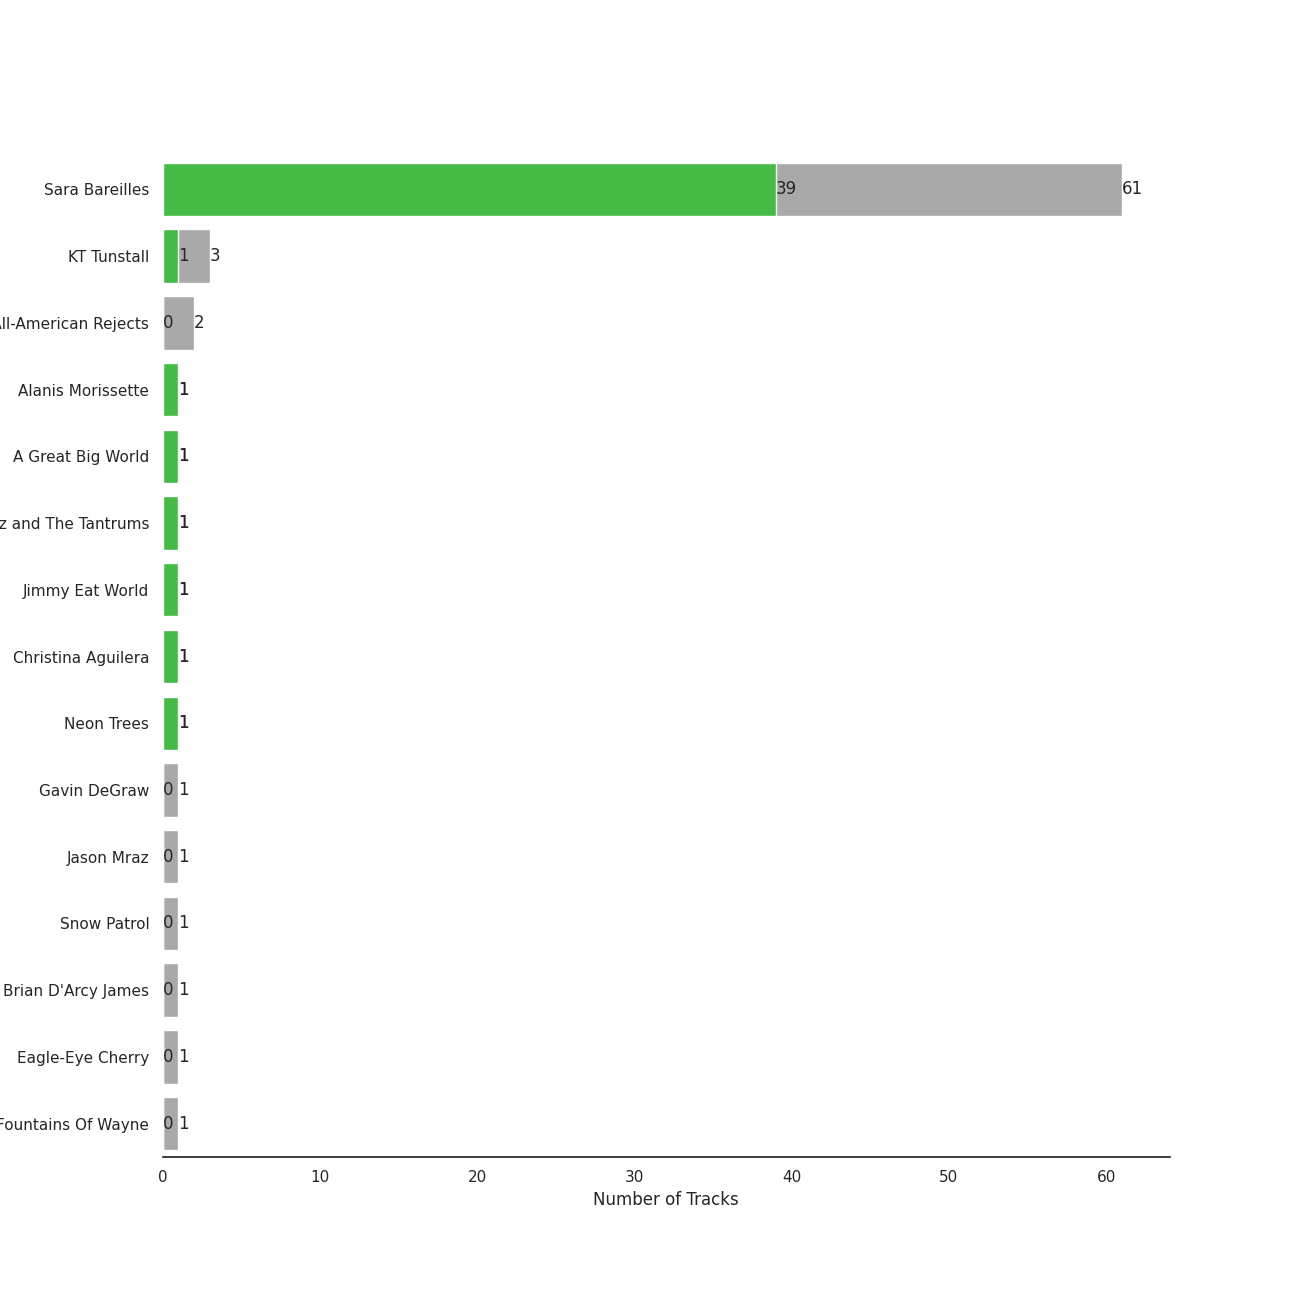 Sara Bareilles 39 61
KT Tunstall 1 3
All-American Rejects 0 2
Alanis Morissette 1
A Great Big World 1
z and The Tantrums 1
Jimmy Eat World 1
Christina Aguilera 1
Neon Trees 1
Gavin DeGraw 0 1
Jason Mraz 0 1
Snow Patrol 0 1
Brian D'Arcy James 0 1
Eagle-Eye Cherry 0 1
Fountains Of Wayne 0 1
0 10 20 30 40 50 60
Number of Tracks